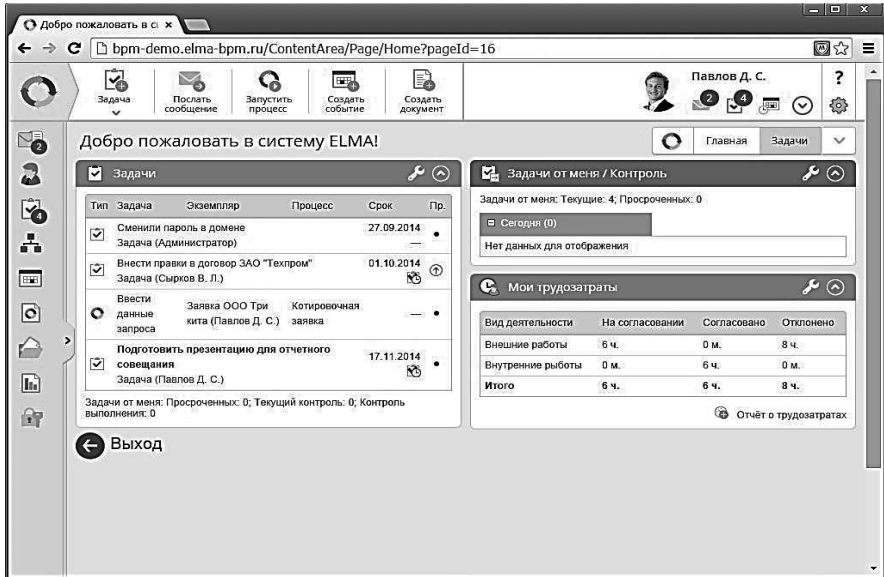 Добро пожаловать в сі
bpm-demo.elma-bpm.ru/ContentArea/Page/Home?pageId=16
Задача
Послать сообщение
Запустить процесс
Создать событие
Создать документ
Павлов Д. С.
2
4
?
2
4
Добро пожаловать в систему ELMA!
Главная
Задачи
Задачи
Тип Задача Экземпляр Процесс Срок Пр.
Сменили пароль в домене 27.09.2014
Задача (Администратор) —
Внести правки в договор ЗАО "Техпром" 01.10.2014
Задача (Сырков В. Л.)
Ввести
данные
запроса
Заявка ООО Три
кита (Павлов Д. С.)
Котировочная
заявка
—
Подготовить презентацию для отчетного
совещания
17.11.2014
Задача (Павлов Д. С.)
Задачи от меня: Просроченных: 0; Текущий контроль: 0; Контроль
выполнения: 0
Выход
Задачи от меня / Контроль
Задачи от меня: Текущие: 4; Просроченных: 0
Сегодня (0)
Нет данных для отображения
Мои трудозатраты
Вид деятельности На согласовании Согласовано Отклонено
Внешние работы 6 ч. 0 м. 8 ч.
Внутренние рыботы 0 м. 6 ч. 0 м.
Итого 6 ч. 6 ч. 8 ч.
Отчёт о трудозатратах